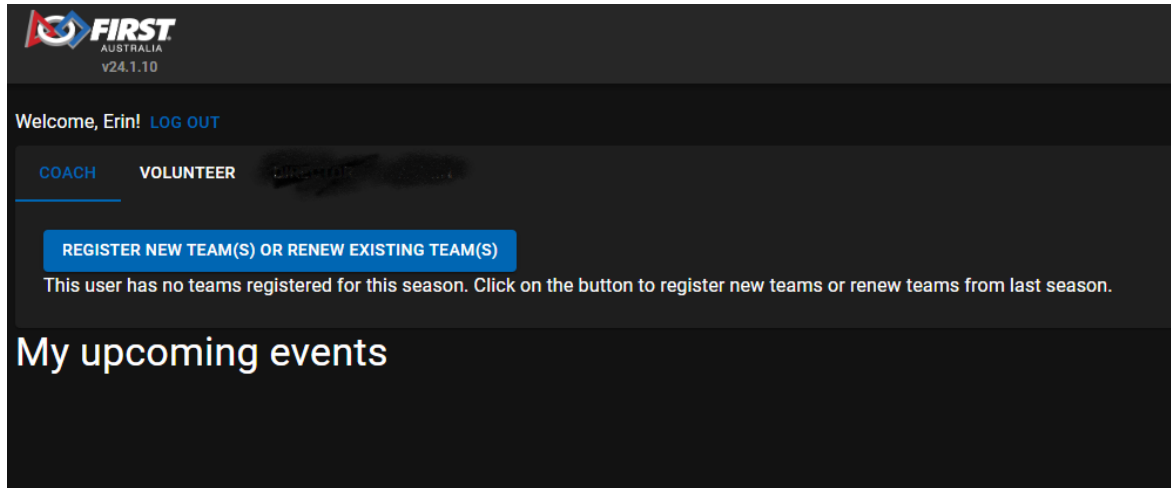 FIRST
AUSTRALIA
v24.1.10
Welcome, Erin! LOG OUT
COACH VOLUNTEER
REGISTER NEW TEAM(S) OR RENEW EXISTING TEAM(S)
This user has no teams registered for this season. Click on the button to register new teams or renew teams from last season.
My upcoming events